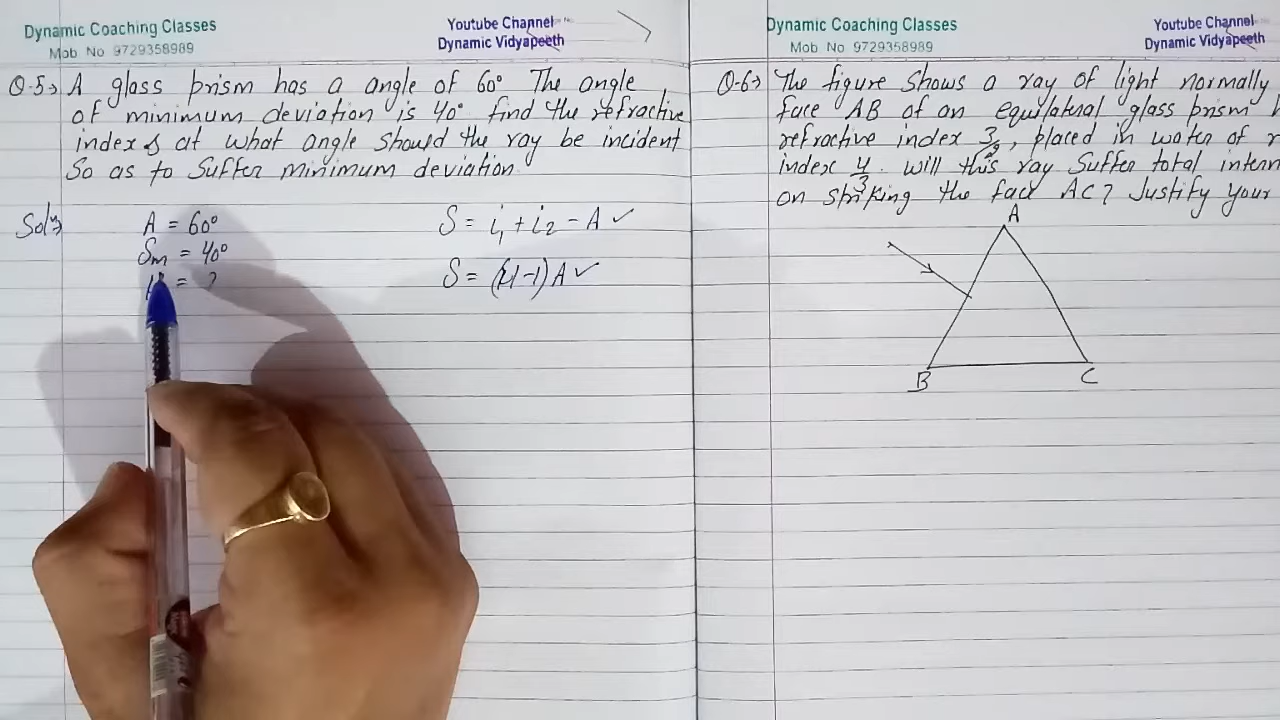 Dynamic Coaching Classes
Mob No 9729358989
Youtube Channel
Dynamic Vidyapeeth
Q.5> A glass prism has a angle of 60° The angle
of minimum deviation is 40° find the refractive
index & at what angle should the ray be incident
So as to Suffer minimum deviation
Sol>
A = 60°
δm = 40°
= ?
δ = i₁ + i₂ - A ✓
δ = (μ-1) A ✓
Dynamic Coaching Classes
Mob No 9729358989
Youtube Channel
Dynamic Vidyapeeth
Q.6> The figure Shows a ray of light normally
face AB of an equilateral glass prism
refractive index 3/2, placed in water of
index 4/3. will this ray Suffer total intern
on striking the face AC? Justify your
A
B
C